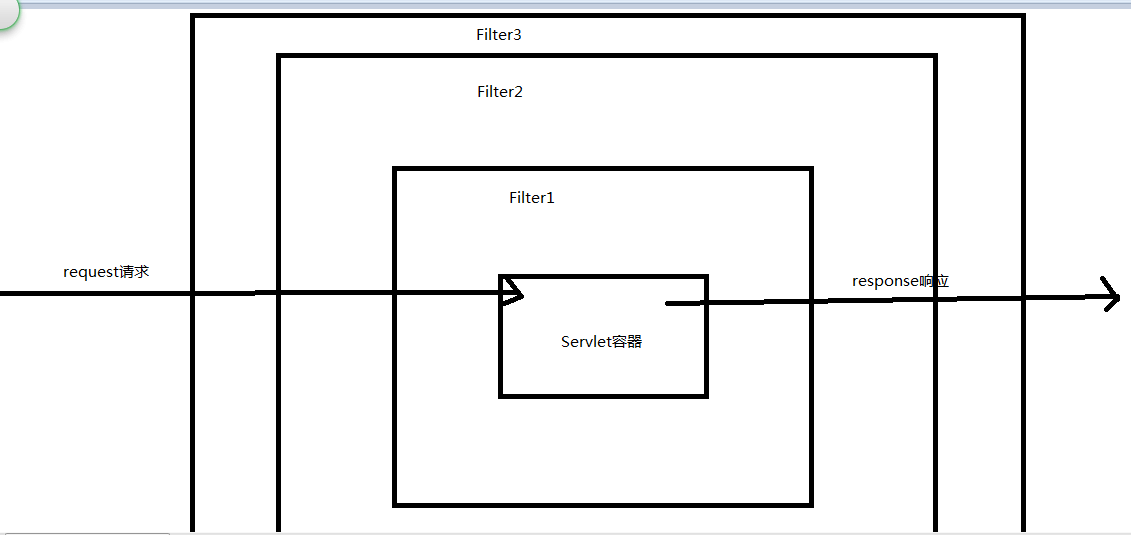 Filter3
Filter2
Filter1
request请求
response响应
Servlet容器